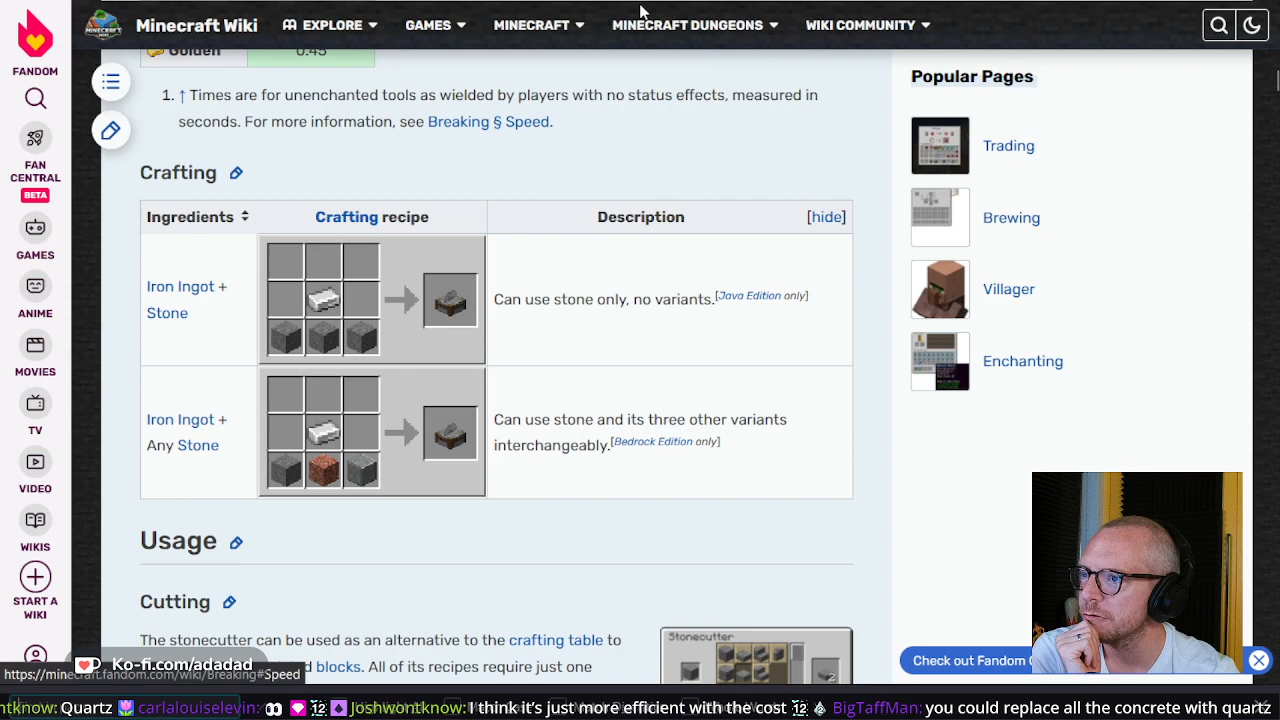 Minecraft Wiki
EXPLORE
GAMES
MINECRAFT
MINECRAFT DUNGEONS
WIKI COMMUNITY
FANDOM
FAN CENTRAL
BETA
GAMES
ANIME
MOVIES
TV
VIDEO
WIKIS
START A WIKI
Golden
0.45
1. ↑ Times are for unenchanted tools as wielded by players with no status effects, measured in
seconds. For more information, see Breaking § Speed.
Crafting
Ingredients
Crafting recipe
Description
[hide]
Iron Ingot +
Stone
Can use stone only, no variants.[Java Edition only]
Iron Ingot +
Any Stone
Can use stone and its three other variants
interchangeably.[Bedrock Edition only]
Usage
Cutting
The stonecutter can be used as an alternative to the crafting table to
blocks. All of its recipes require just one
Stonecutter
2
Popular Pages
Trading
Brewing
Villager
Enchanting
Check out Fandom
Ko-fi.com/adadad
https://minecraft.fandom.com/wiki/Breaking#Speed
ntknow: Quartz carlalouiselevin: Joshymintknow: I think it's just more efficient with the cost BigTaffMan: you could replace all the concrete with quartz